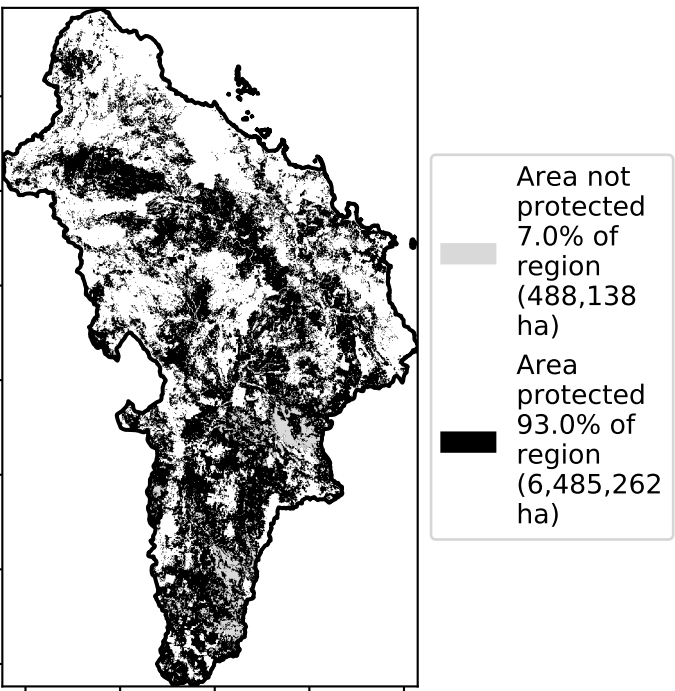 Area not
protected
7.0% of
region
(488,138
ha)
Area
protected
93.0% of
region
(6,485,262
ha)